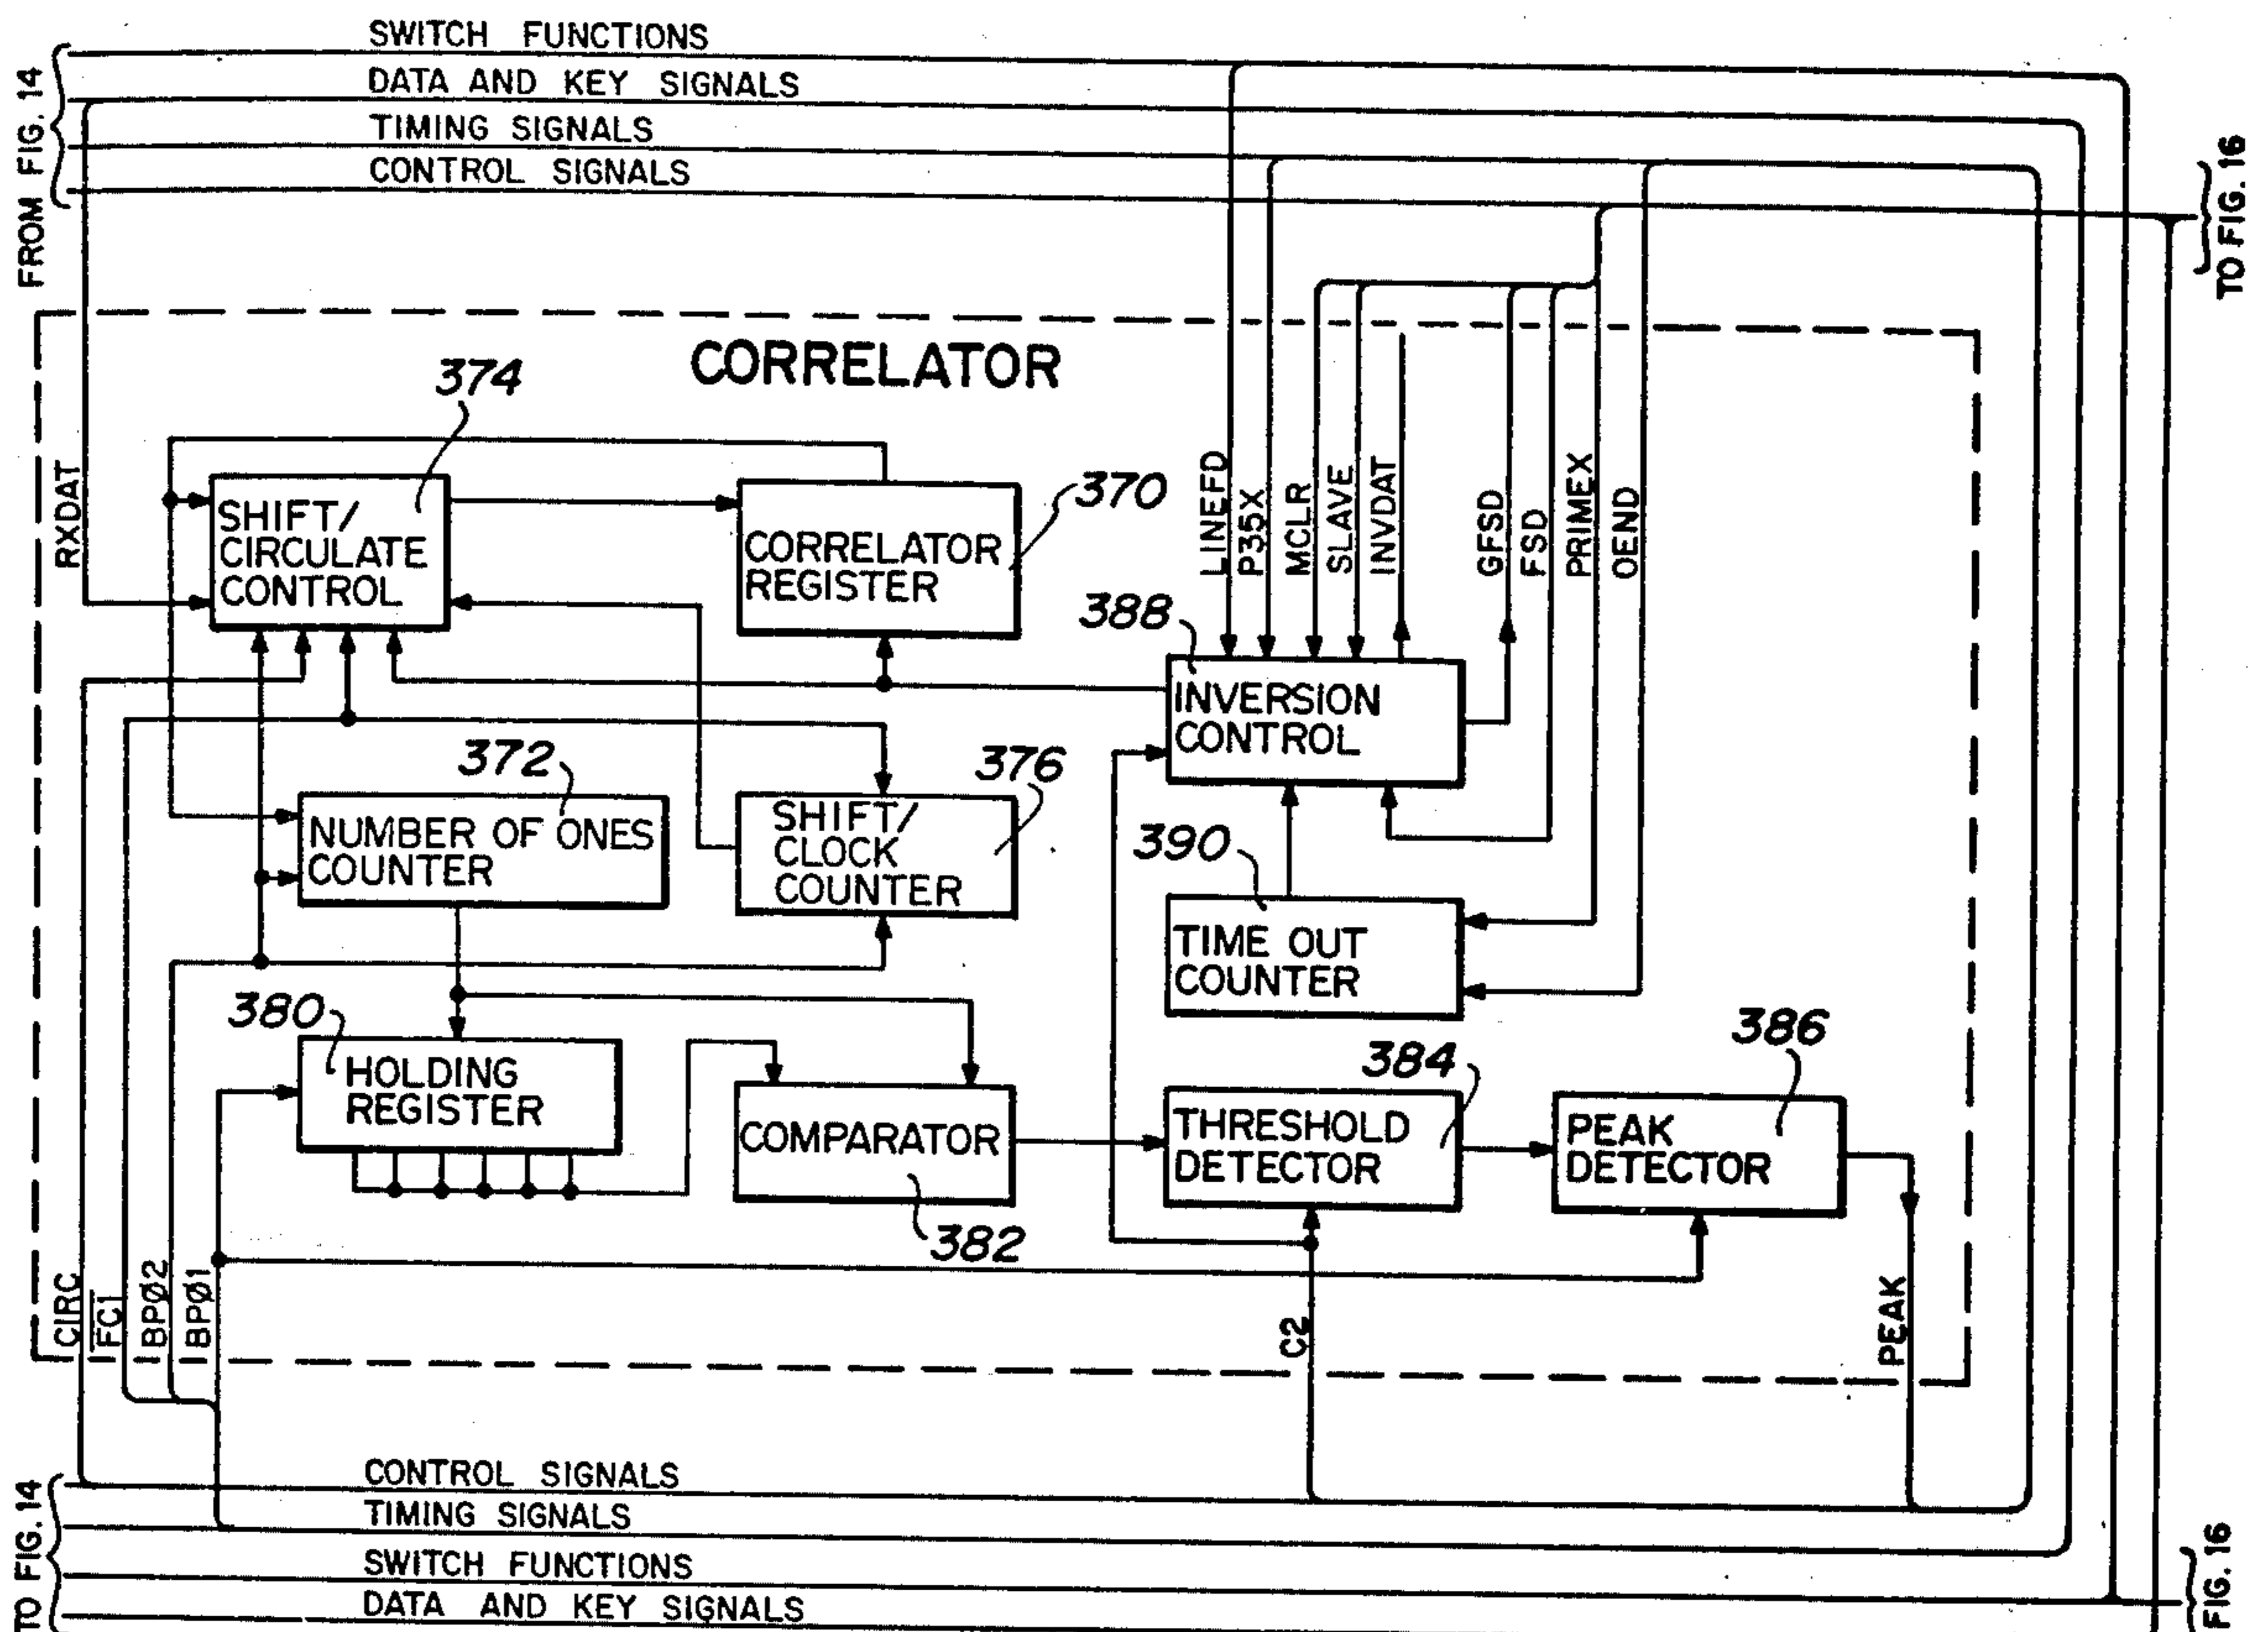 SWITCH FUNCTIONS
DATA AND KEY SIGNALS
TIMING SIGNALS
CONTROL SIGNALS
FROM FIG. 14
TO FIG. 16
CORRELATOR
374
370
RXDAT
SHIFT/
CIRCULATE
CONTROL
CORRELATOR
REGISTER
LINEFD
P35X
MCLR
SLAVE
INVDAT
GFSD
FSD
PRIMEX
OEND
388
INVERSION
CONTROL
372
376
NUMBER OF ONES
COUNTER
SHIFT/
CLOCK
COUNTER
390
TIME OUT
COUNTER
380
HOLDING
REGISTER
COMPARATOR
382
384
THRESHOLD
DETECTOR
386
PEAK
DETECTOR
CIRC
FC1
BPØ2
BPØ1
C2
PEAK
CONTROL SIGNALS
TIMING SIGNALS
SWITCH FUNCTIONS
DATA AND KEY SIGNALS
TO FIG. 14
FIG. 16